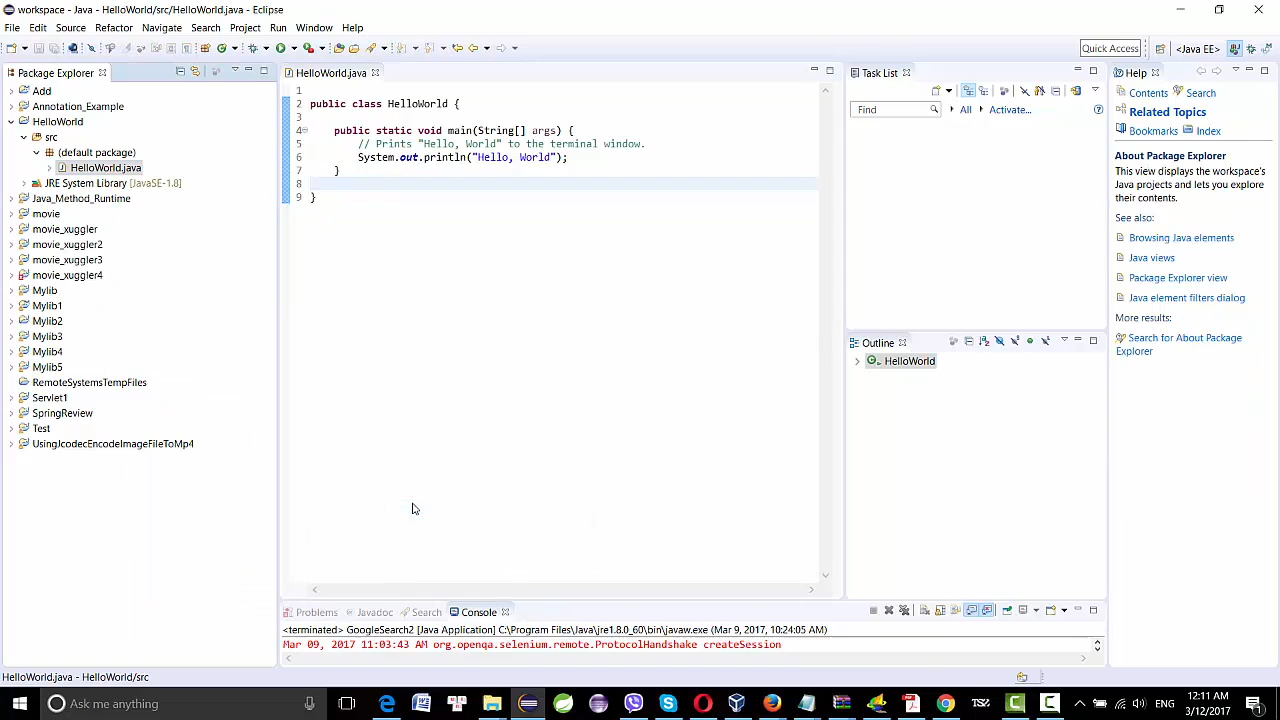 workspace - Java - HelloWorld/src/HelloWorld.java - Eclipse
File Edit Source Refactor Navigate Search Project Run Window Help
Quick Access
<Java EE>
Package Explorer
Add
Annotation_Example
HelloWorld
src
(default package)
HelloWorld.java
JRE System Library [JavaSE-1.8]
Java_Method_Runtime
movie
movie_xuggler
movie_xuggler2
movie_xuggler3
movie_xuggler4
Mylib
Mylib1
Mylib2
Mylib3
Mylib4
Mylib5
RemoteSystemsTempFiles
Servlet1
SpringReview
Test
UsingJcodecEncodeImageFileToMp4
HelloWorld.java
1
2 public class HelloWorld {
3
4 public static void main(String[] args) {
5 // Prints "Hello, World" to the terminal window.
6 System.out.println("Hello, World");
7 }
8
9 }
Task List
Find
All
Activate...
Outline
HelloWorld
Help
Contents Search
Related Topics
Bookmarks Index
About Package Explorer
This view displays the workspace's
Java projects and lets you explore
their contents.
See also:
Browsing Java elements
Java views
Package Explorer view
Java element filters dialog
More results:
Search for About Package
Explorer
Problems Javadoc Search Console
<terminated> GoogleSearch2 [Java Application] C:\Program Files\Java\jre1.8.0_60\bin\javaw.exe (Mar 9, 2017, 10:24:05 AM)
Mar 09, 2017 11:03:43 AM org.openqa.selenium.remote.ProtocolHandshake createSession
HelloWorld.java - HelloWorld/src
Ask me anything
ENG
12:11 AM
3/12/2017